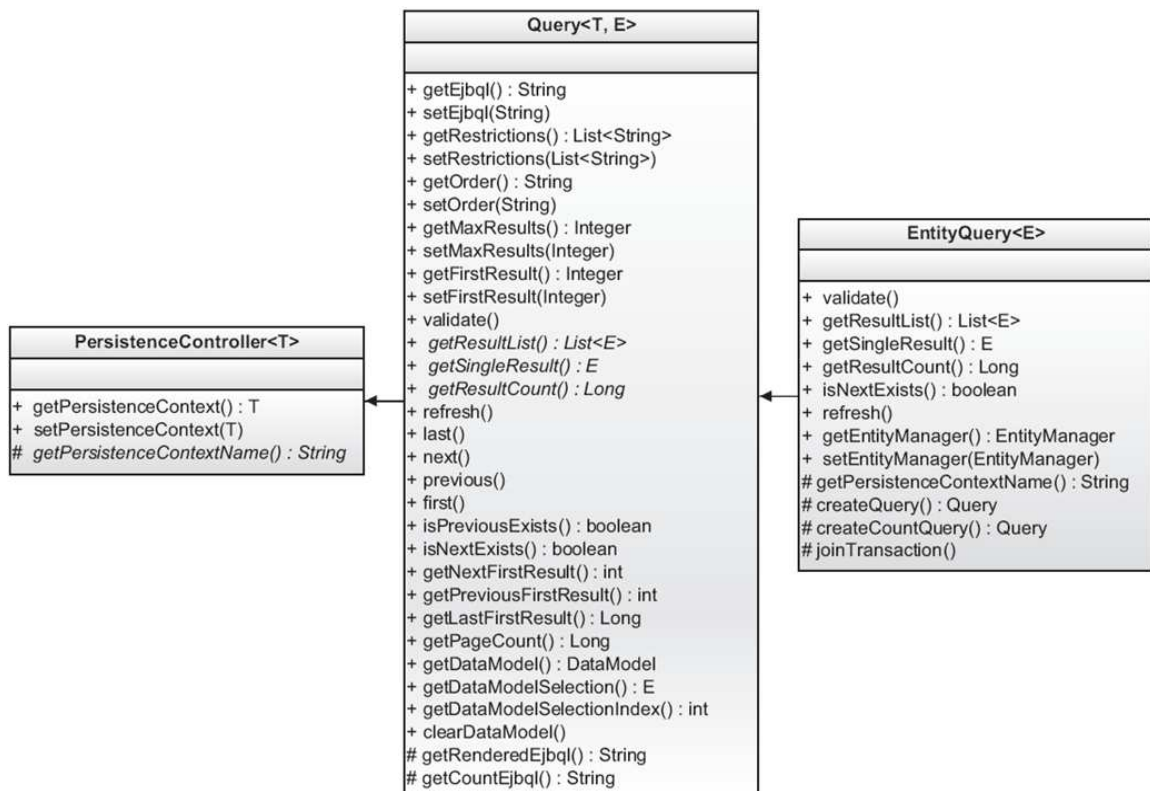 PersistenceController<T>
+ getPersistenceContext() : T
+ setPersistenceContext(T)
# getPersistenceContextName() : String
Query<T, E>
+ getEjbql() : String
+ setEjbql(String)
+ getRestrictions() : List<String>
+ setRestrictions(List<String>)
+ getOrder() : String
+ setOrder(String)
+ getMaxResults() : Integer
+ setMaxResults(Integer)
+ getFirstResult() : Integer
+ setFirstResult(Integer)
+ validate()
+ getResultList() : List<E>
+ getSingleResult() : E
+ getResultCount() : Long
+ refresh()
+ last()
+ next()
+ previous()
+ first()
+ isPreviousExists() : boolean
+ isNextExists() : boolean
+ getNextFirstResult() : int
+ getPreviousFirstResult() : int
+ getLastFirstResult() : Long
+ getPageCount() : Long
+ getDataModel() : DataModel
+ getDataModelSelection() : E
+ getDataModelSelectionIndex() : int
+ clearDataModel()
# getRenderedEjbql() : String
# getCountEjbql() : String
EntityQuery<E>
+ validate()
+ getResultList() : List<E>
+ getSingleResult() : E
+ getResultCount() : Long
+ isNextExists() : boolean
+ refresh()
+ getEntityManager() : EntityManager
+ setEntityManager(EntityManager)
# getPersistenceContextName() : String
# createQuery() : Query
# createCountQuery() : Query
# joinTransaction()